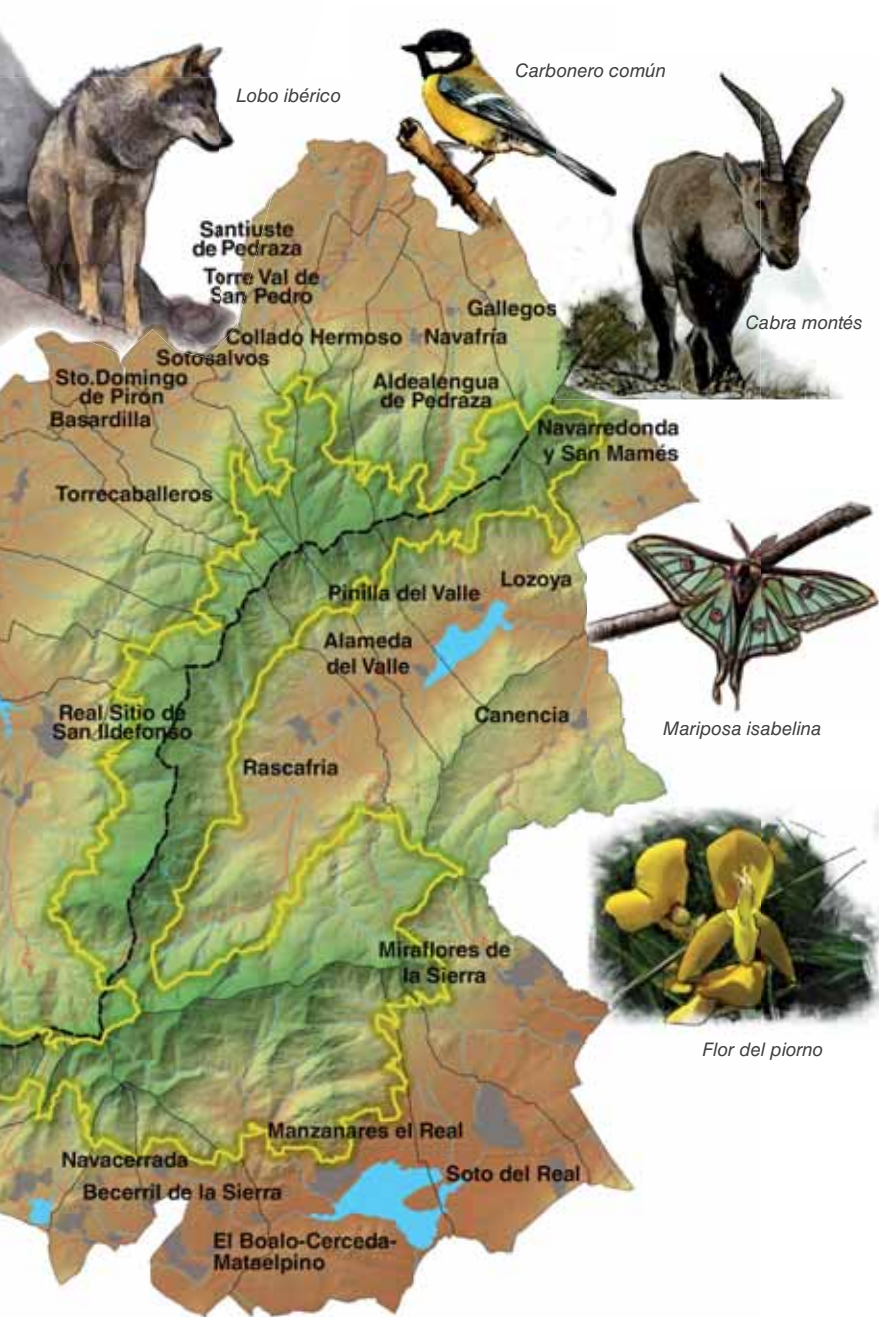 Lobo ibérico
Carbonero común
Cabra montés
Santiuste
de Pedraza
Torre Val de
San Pedro
Gallegos
Collado Hermoso
Navafría
Sotosalvos
Sto.Domingo
de Pirón
Aldealengua
de Pedraza
Basardilla
Navarredonda
y San Mamés
Torrecaballeros
Lozoya
Pinilla del Valle
Alameda
del Valle
Real Sitio de
San Ildefonso
Canencia
Mariposa isabelina
Rascafria
Miraflores de
la Sierra
Flor del piorno
Manzanares el Real
Navacerrada
Soto del Real
Becerril de la Sierra
El Boalo-Cerceda-
Mataelpino